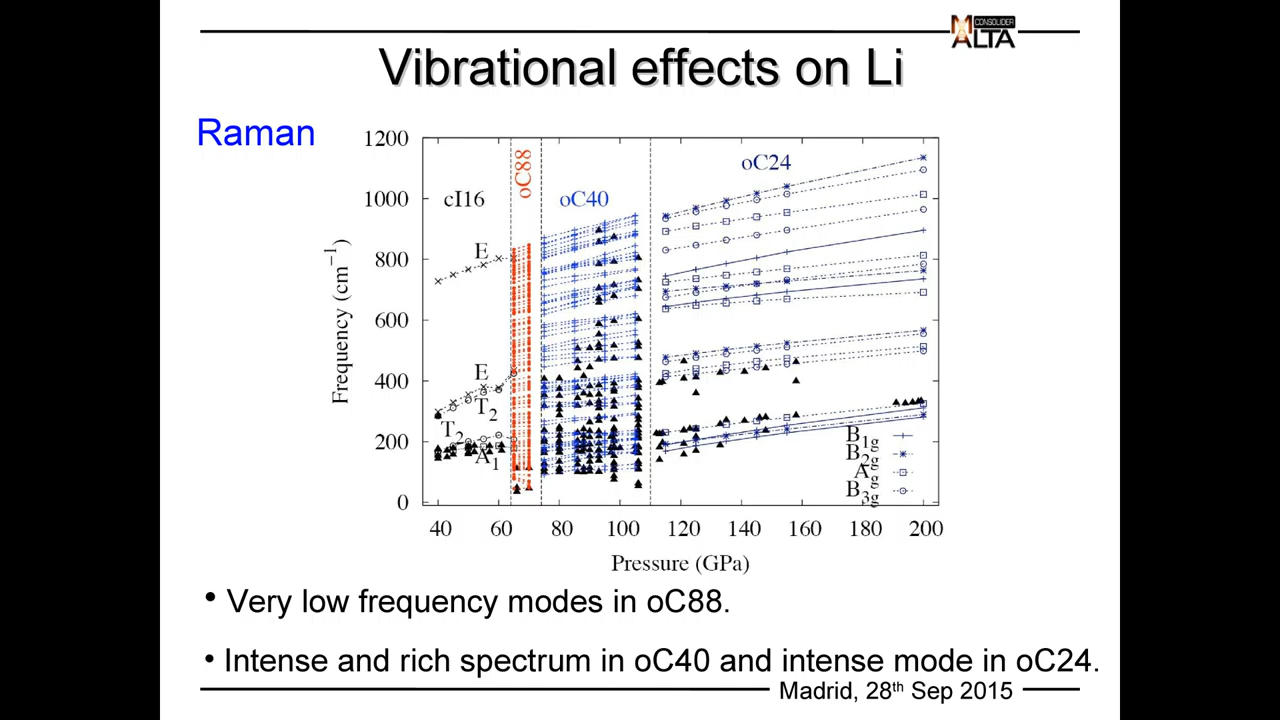 CONSOLIDER
MALTA
Vibrational effects on Li
Raman
1200
1000
800
600
400
200
0
Frequency (cm−1)
cI16
oC88
oC40
oC24
E
E
T2
T2
A1
B1g
B2g
Ag
B3g
40 60 80 100 120 140 160 180 200
Pressure (GPa)
• Very low frequency modes in oC88.
• Intense and rich spectrum in oC40 and intense mode in oC24.
Madrid, 28th Sep 2015